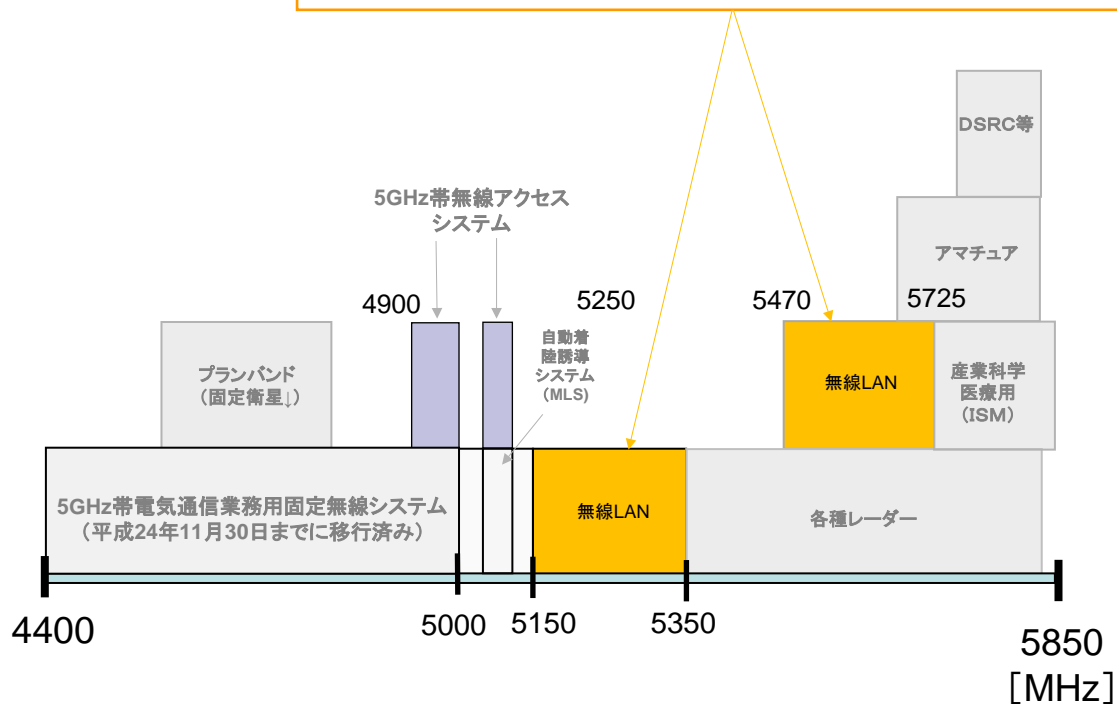 DSRC等
5GHz帯無線アクセス
システム
アマチュア
4900
5250
5470
5725
自動着
陸誘導
システム
(MLS)
プランバンド
(固定衛星↓)
無線LAN
産業科学
医療用
(ISM)
5GHz帯電気通信業務用固定無線システム
(平成24年11月30日までに移行済み)
無線LAN
各種レーダー
4400
5000
5150
5350
5850
[MHz]